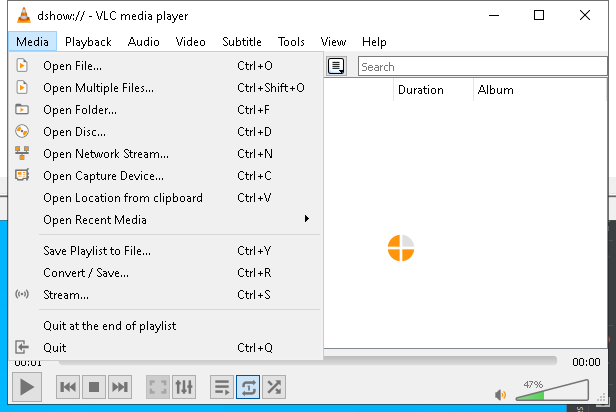 dshow:// - VLC media player
Media Playback Audio Video Subtitle Tools View Help
Open File... Ctrl+O
Open Multiple Files... Ctrl+Shift+O
Open Folder... Ctrl+F
Open Disc... Ctrl+D
Open Network Stream... Ctrl+N
Open Capture Device... Ctrl+C
Open Location from clipboard Ctrl+V
Open Recent Media
Save Playlist to File... Ctrl+Y
Convert / Save... Ctrl+R
Stream... Ctrl+S
Quit at the end of playlist
Quit Ctrl+Q
Search
Duration Album
00:01 00:00
47%